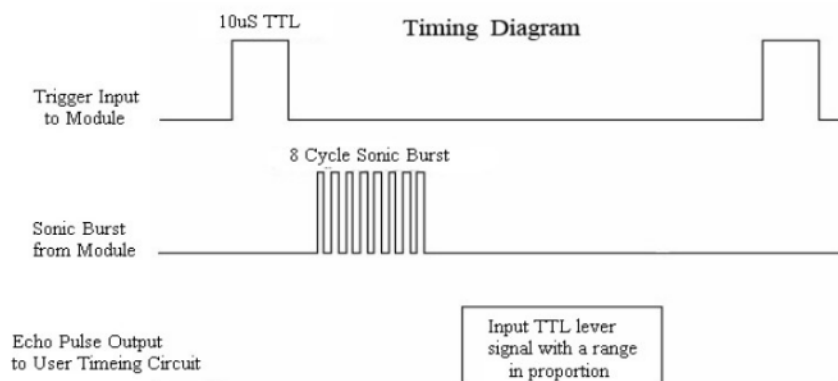 10uS TTL
Timing Diagram
Trigger Input
to Module
8 Cycle Sonic Burst
Sonic Burst
from Module
Echo Pulse Output
to User Timeing Circuit
Input TTL lever
signal with a range
in proportion